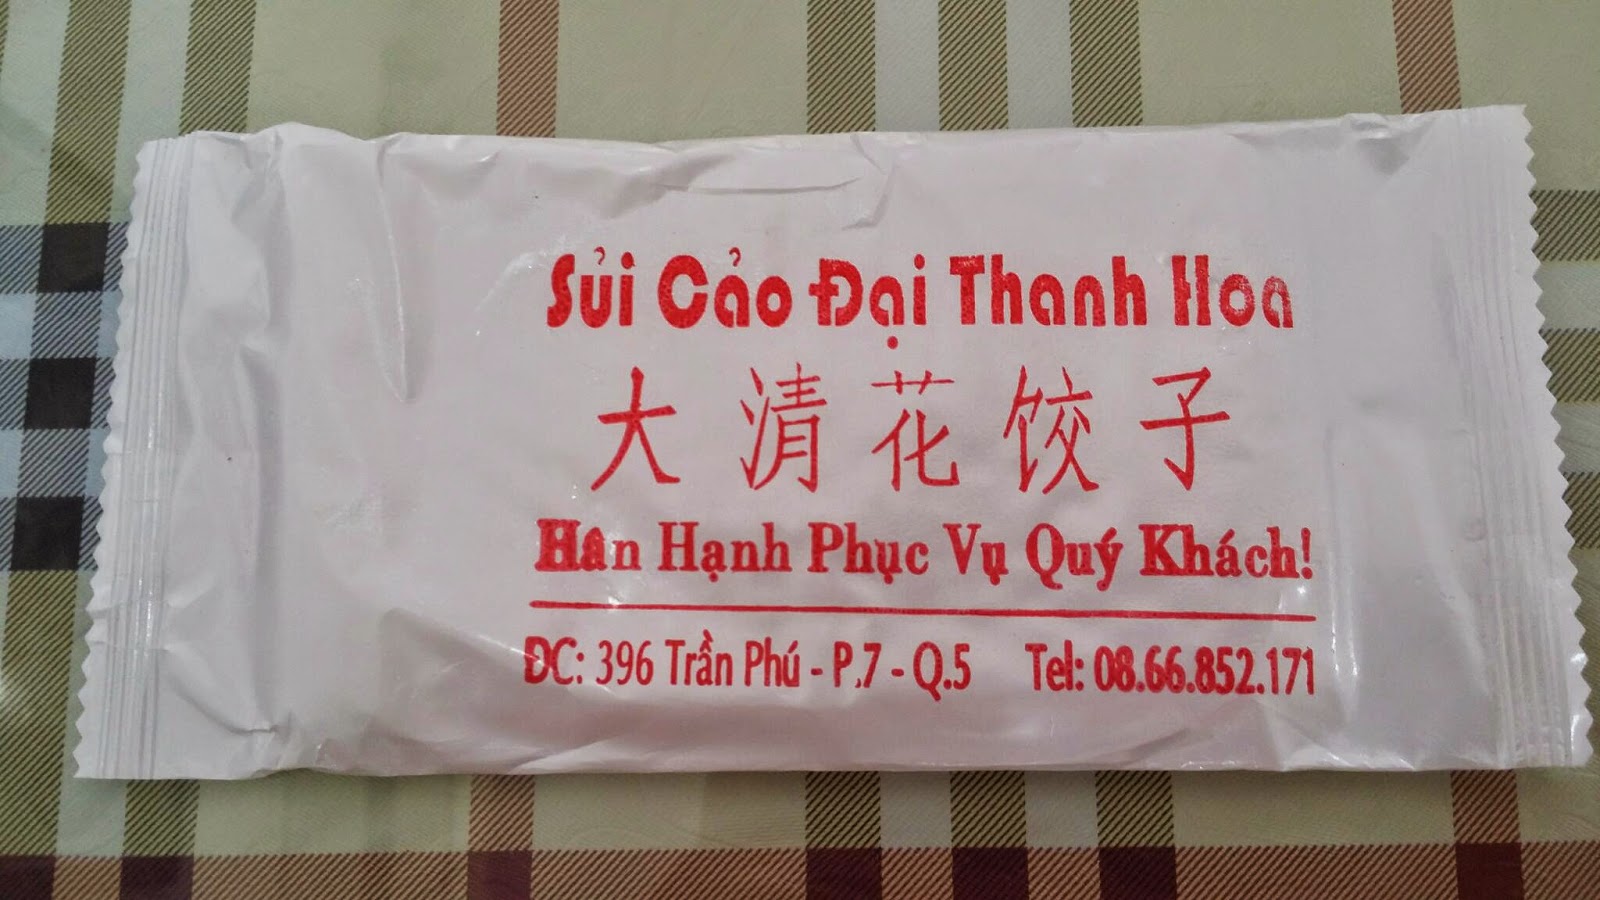 Sủi Cảo Đại Thanh Hoa
大清花饺子
Hân Hạnh Phục Vụ Quý Khách!
ĐC: 396 Trần Phú - P,7 - Q.5 Tel: 08.66.852.171